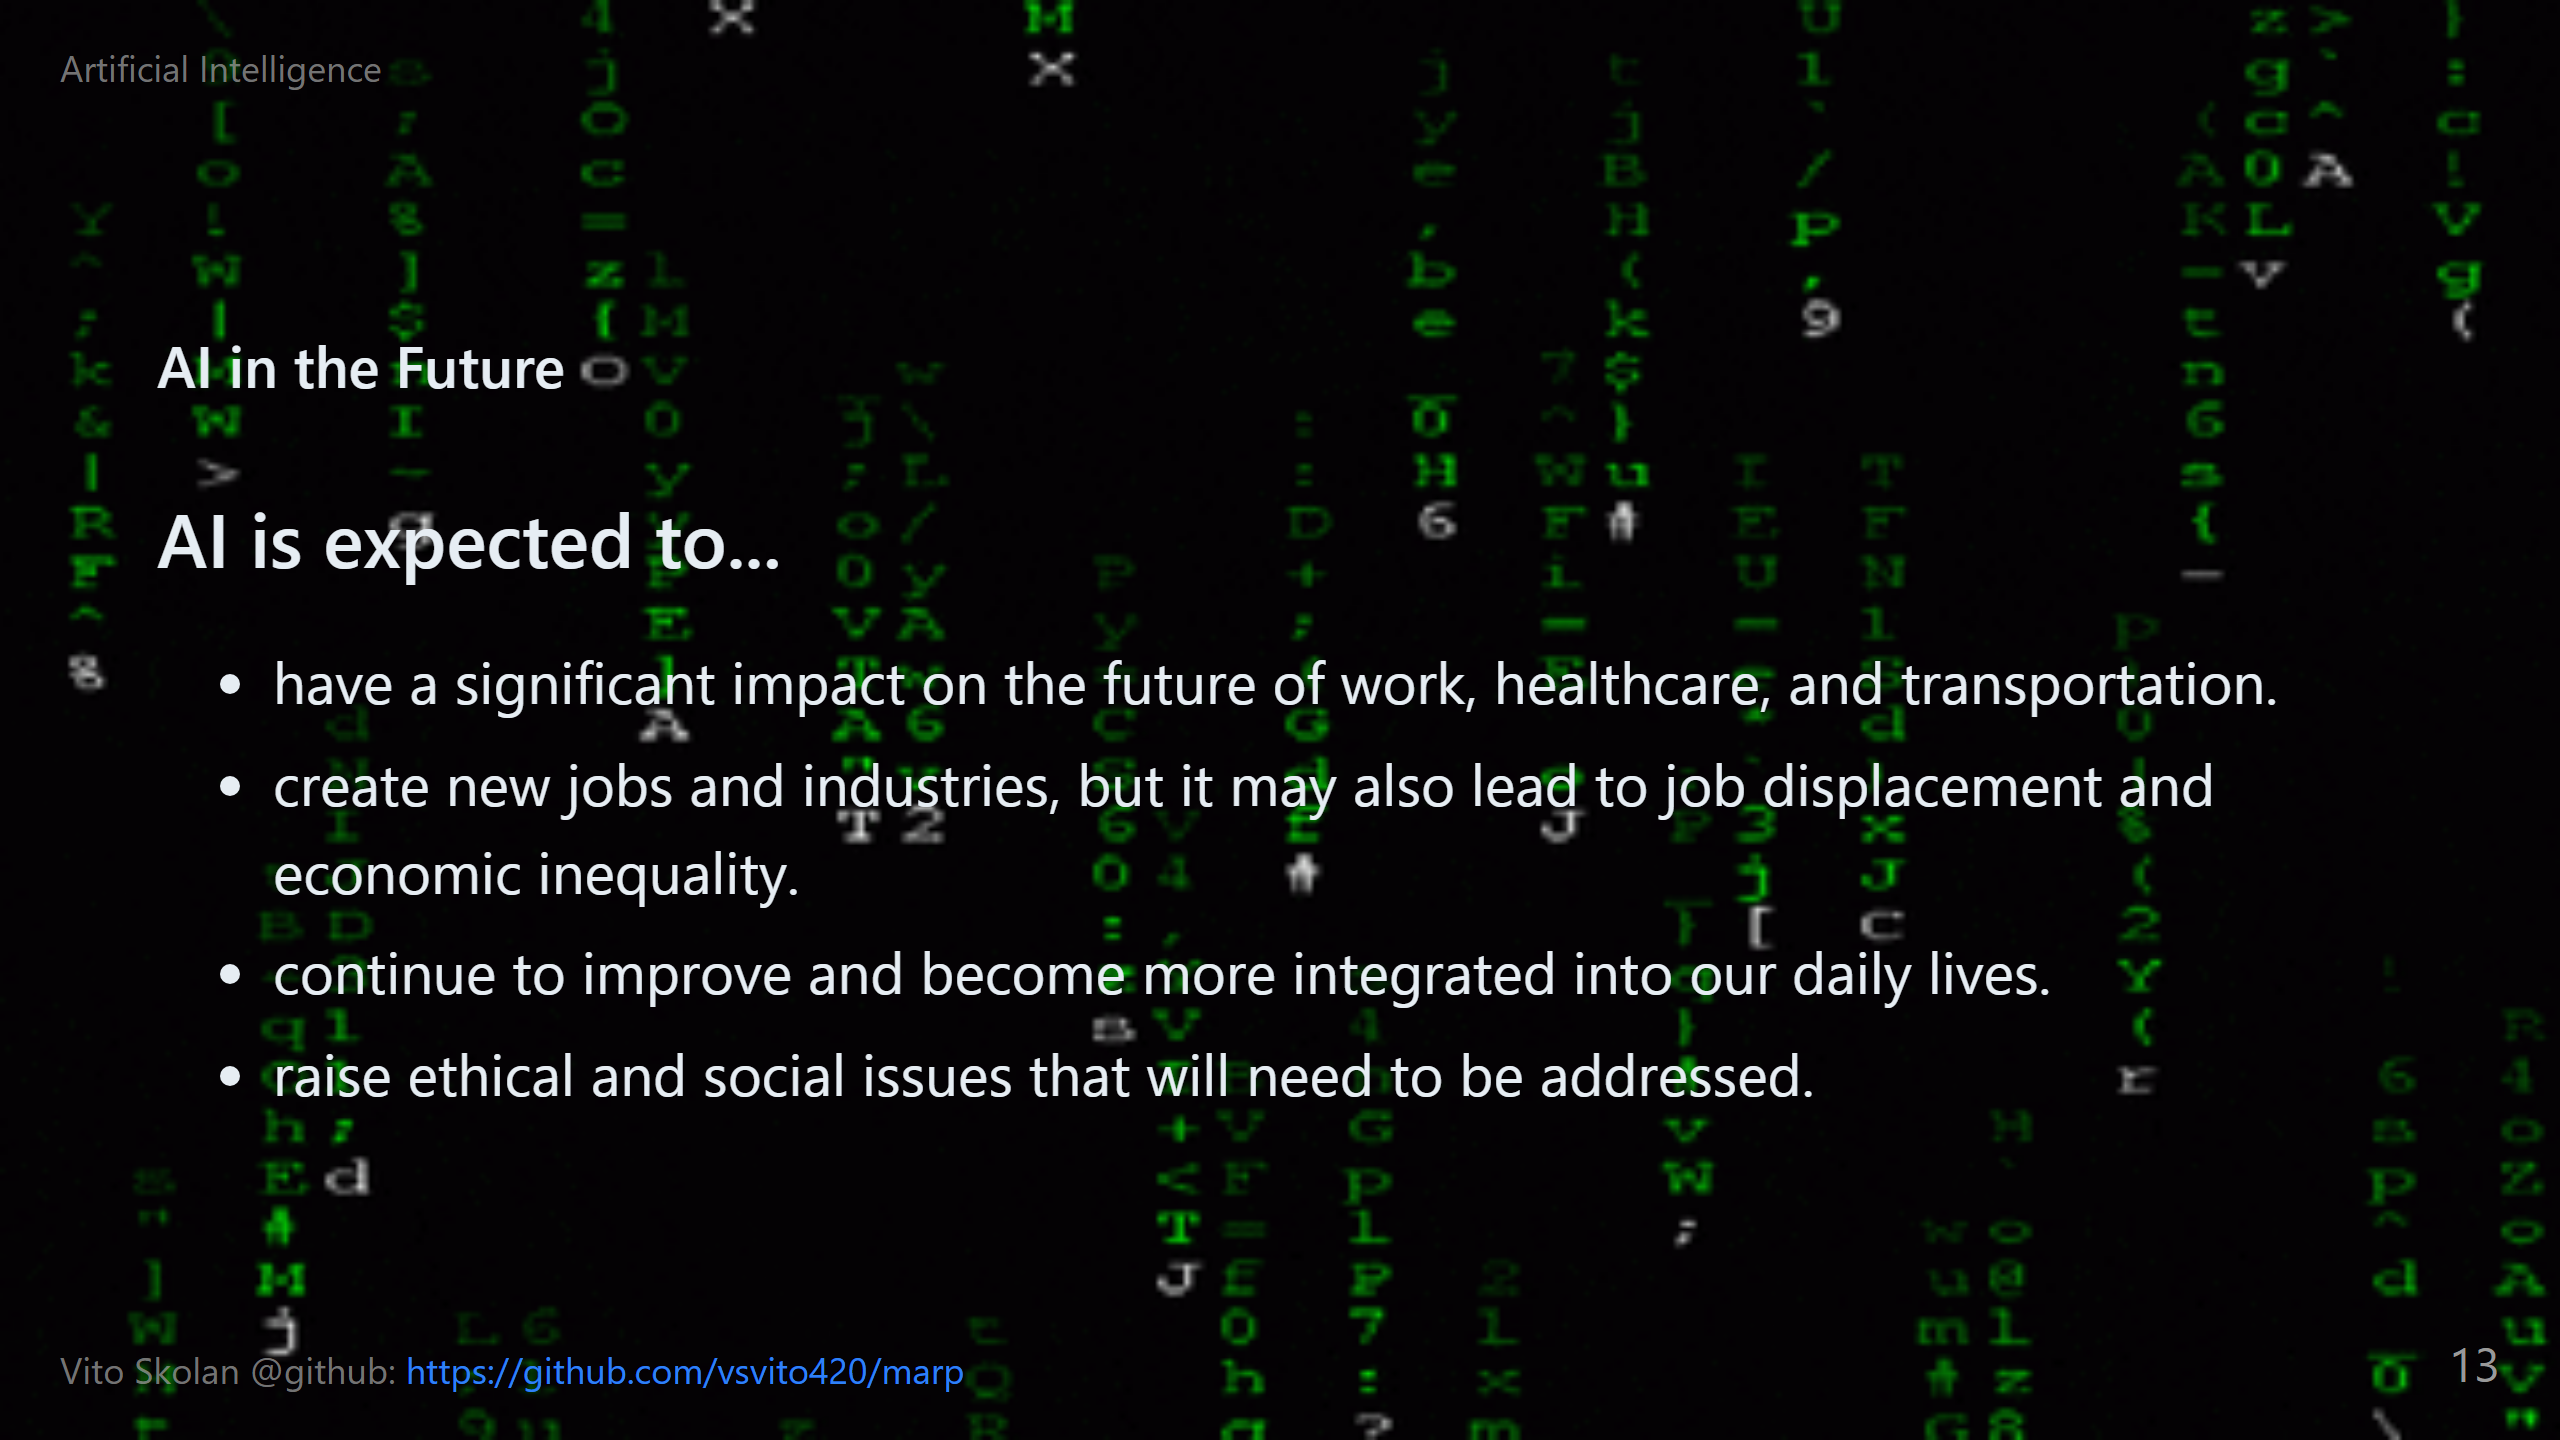 Artificial Intelligence
AI in the Future
AI is expected to...
• have a significant impact on the future of work, healthcare, and transportation.
• create new jobs and industries, but it may also lead to job displacement and
economic inequality.
• continue to improve and become more integrated into our daily lives.
• raise ethical and social issues that will need to be addressed.
Vito Skolan @github: https://github.com/vsvito420/marp
13